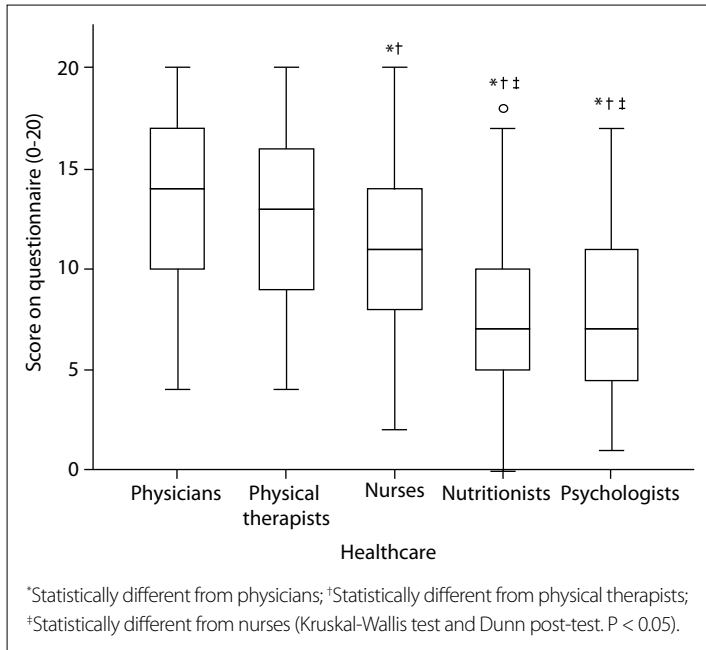 Score on questionnaire (0-20)
20
15
10
5
0
*†
*†‡
*†‡
Physicians
Physical
therapists
Nurses
Nutritionists
Psychologists
Healthcare
*Statistically different from physicians; †Statistically different from physical therapists;
‡Statistically different from nurses (Kruskal-Wallis test and Dunn post-test. P < 0.05).